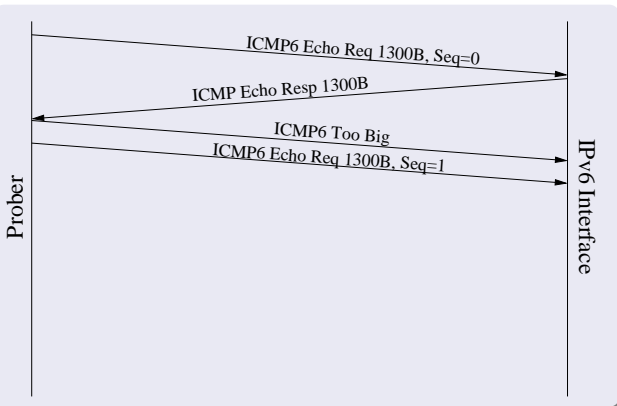 ICMP6 Echo Req 1300B, Seq=0
ICMP Echo Resp 1300B
ICMP6 Too Big
ICMP6 Echo Req 1300B, Seq=1
Prober
IPv6 Interface